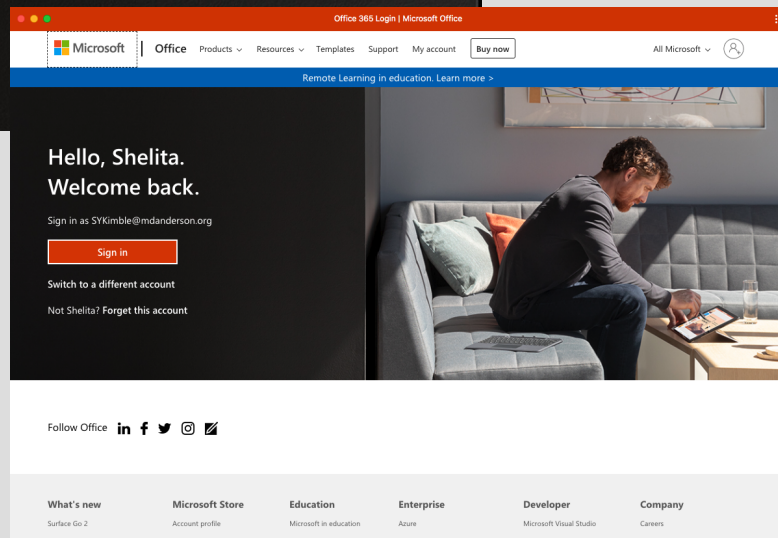 Office 365 Login | Microsoft Office
Microsoft Office Products Resources Templates Support My account Buy now All Microsoft
Remote Learning in education. Learn more >
Hello, Shelita.
Welcome back.
Sign in as SYKimble@mdanderson.org
Sign in
Switch to a different account
Not Shelita? Forget this account
Follow Office
What's new Microsoft Store Education Enterprise Developer Company
Surface Go 2 Account profile Microsoft in education Azure Microsoft Visual Studio Careers